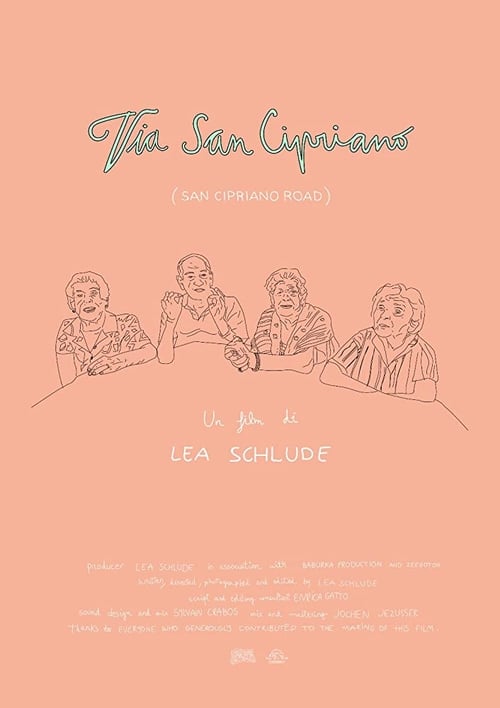 Via San Cipriano
(SAN CIPRIANO ROAD)
Un film di
LEA SCHLUDE
producer LEA SCHLUDE in association with BABURKA PRODUCTION AND ZEEBOTON
written, directed, photographed and edited by LEA SCHLUDE
script and editing consultant ENRICA GATTO
sound design and mix SYLVAIN CRABOS mix and mastering JOCHEN JEZUSSEK
Thanks to EVERYONE WHO GENEROUSLY CONTRIBUTED TO THE MAKING OF THIS FILM.